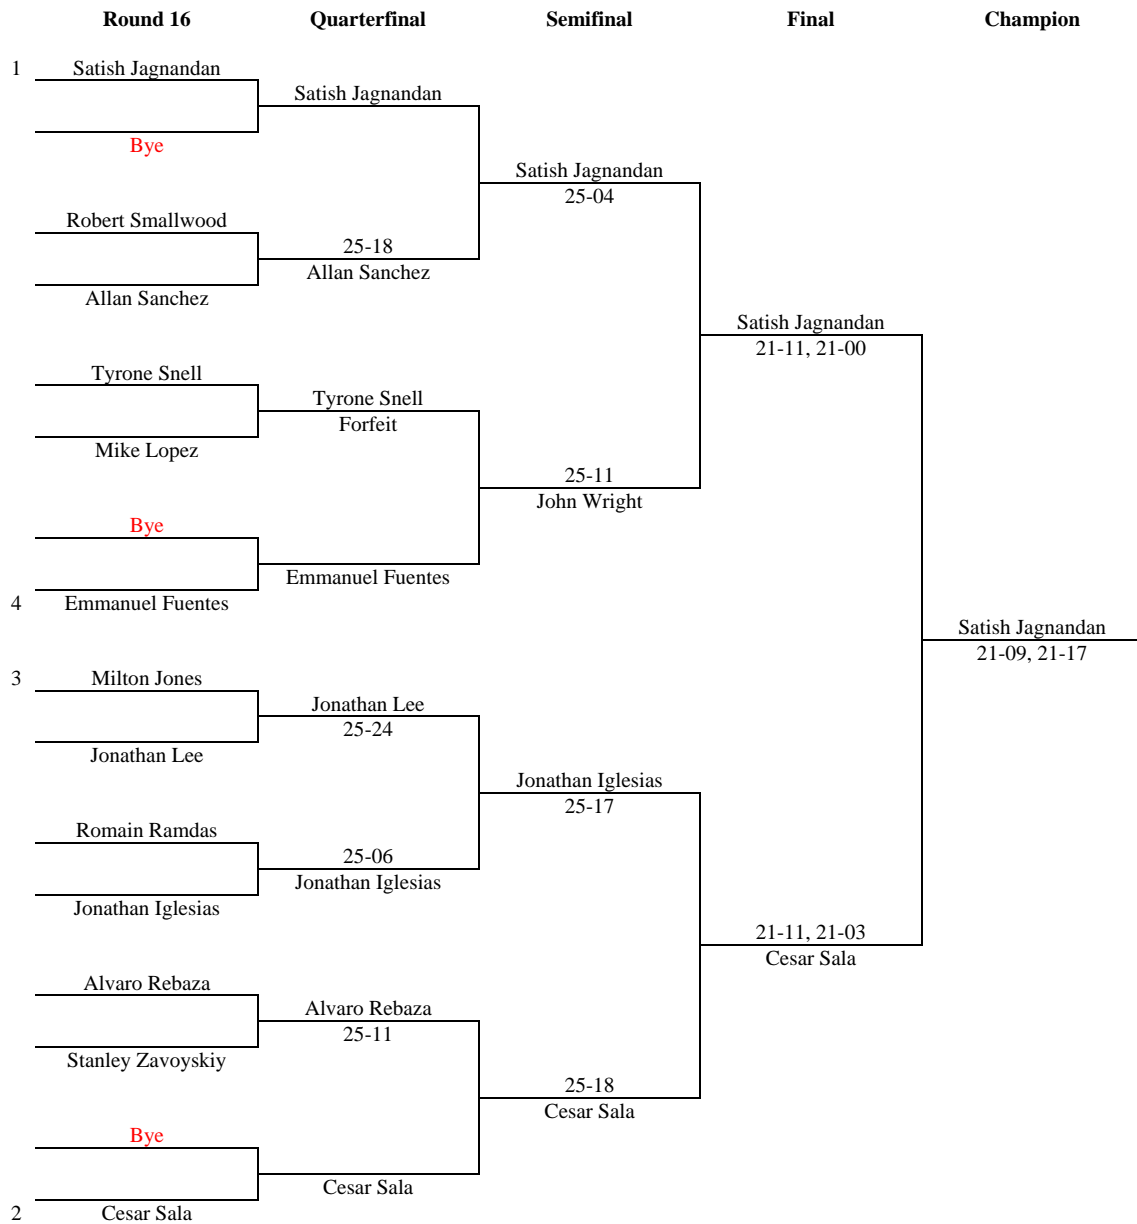 Round 16 Quarterfinal Semifinal Final Champion
1 Satish Jagnandan
Satish Jagnandan
Bye
Satish Jagnandan
25-04
Robert Smallwood
25-18
Allan Sanchez
Allan Sanchez
Satish Jagnandan
21-11, 21-00
Tyrone Snell
Tyrone Snell
Forfeit
Mike Lopez
25-11
John Wright
Bye
Emmanuel Fuentes
4 Emmanuel Fuentes
Satish Jagnandan
21-09, 21-17
3 Milton Jones
Jonathan Lee
25-24
Jonathan Lee
Jonathan Iglesias
25-17
Romain Ramdas
25-06
Jonathan Iglesias
Jonathan Iglesias
21-11, 21-03
Cesar Sala
Alvaro Rebaza
Alvaro Rebaza
25-11
Stanley Zavoyskiy
25-18
Cesar Sala
Bye
Cesar Sala
2 Cesar Sala